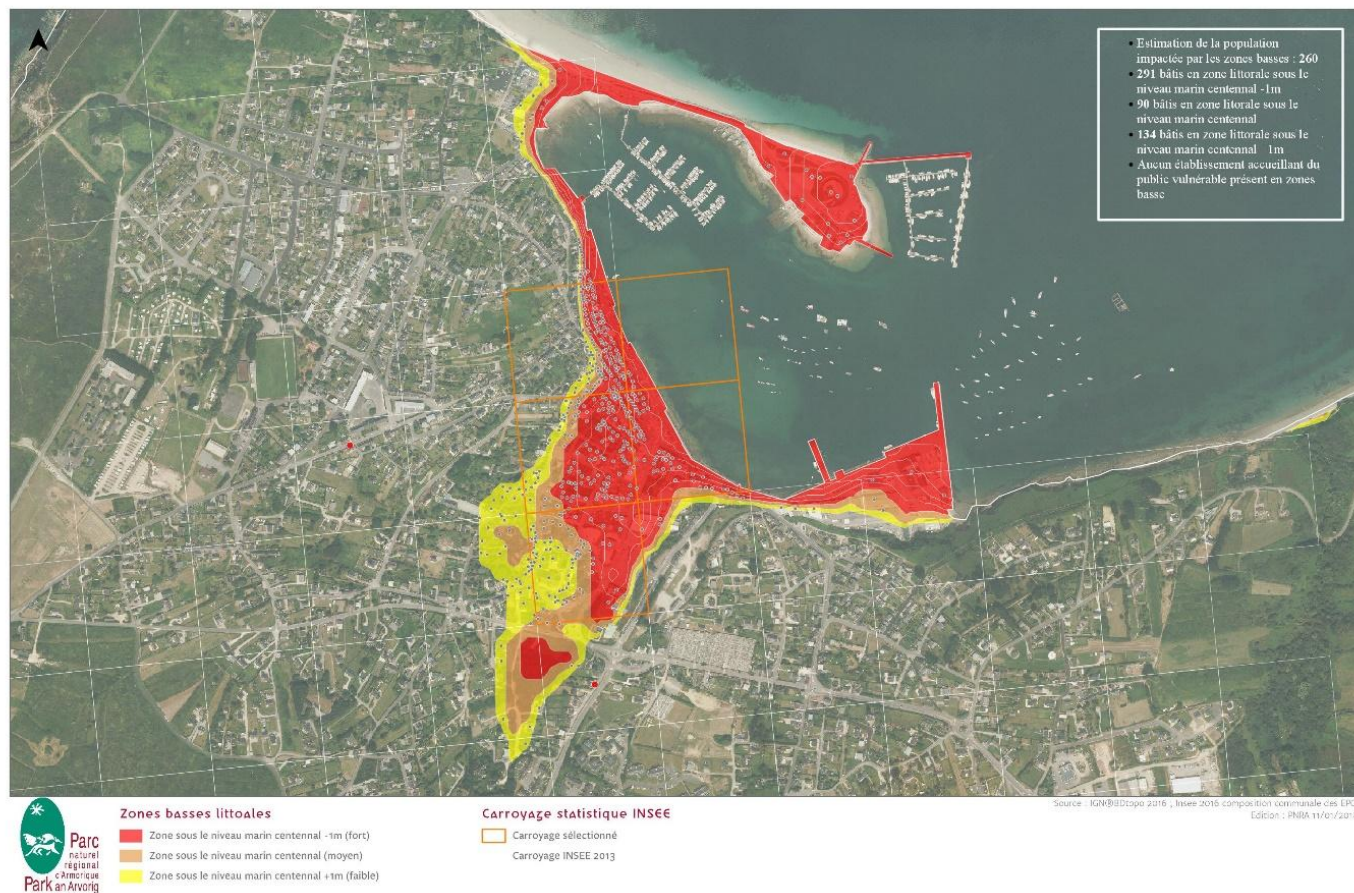 • Estimation de la population
impactée par les zones basses : 260
• 291 bâtis en zone littorale sous le
niveau marin centennal -1m
• 90 bâtis en zone litorale sous le
niveau marin centennal
• 134 bâtis en zone littorale sous le
niveau marin centennal 1m
• Aucun établissement accueillant du
public vulnérable présent en zones
basse
Source : IGN®BDtopo 2016 , Insee 2016 composition communale des EPC
Edition : PNRA 11/01/201
Parc
naturel
régional
d'Armorique
Park an Arvorig
Zones basses littoales
Zone sous le niveau marin centennal -1m (fort)
Zone sous le niveau marin centennal (moyen)
Zone sous le niveau marin centennal +1m (faible)
Carroyage statistique INSEE
Carroyage sélectionné
Carroyage INSEE 2013